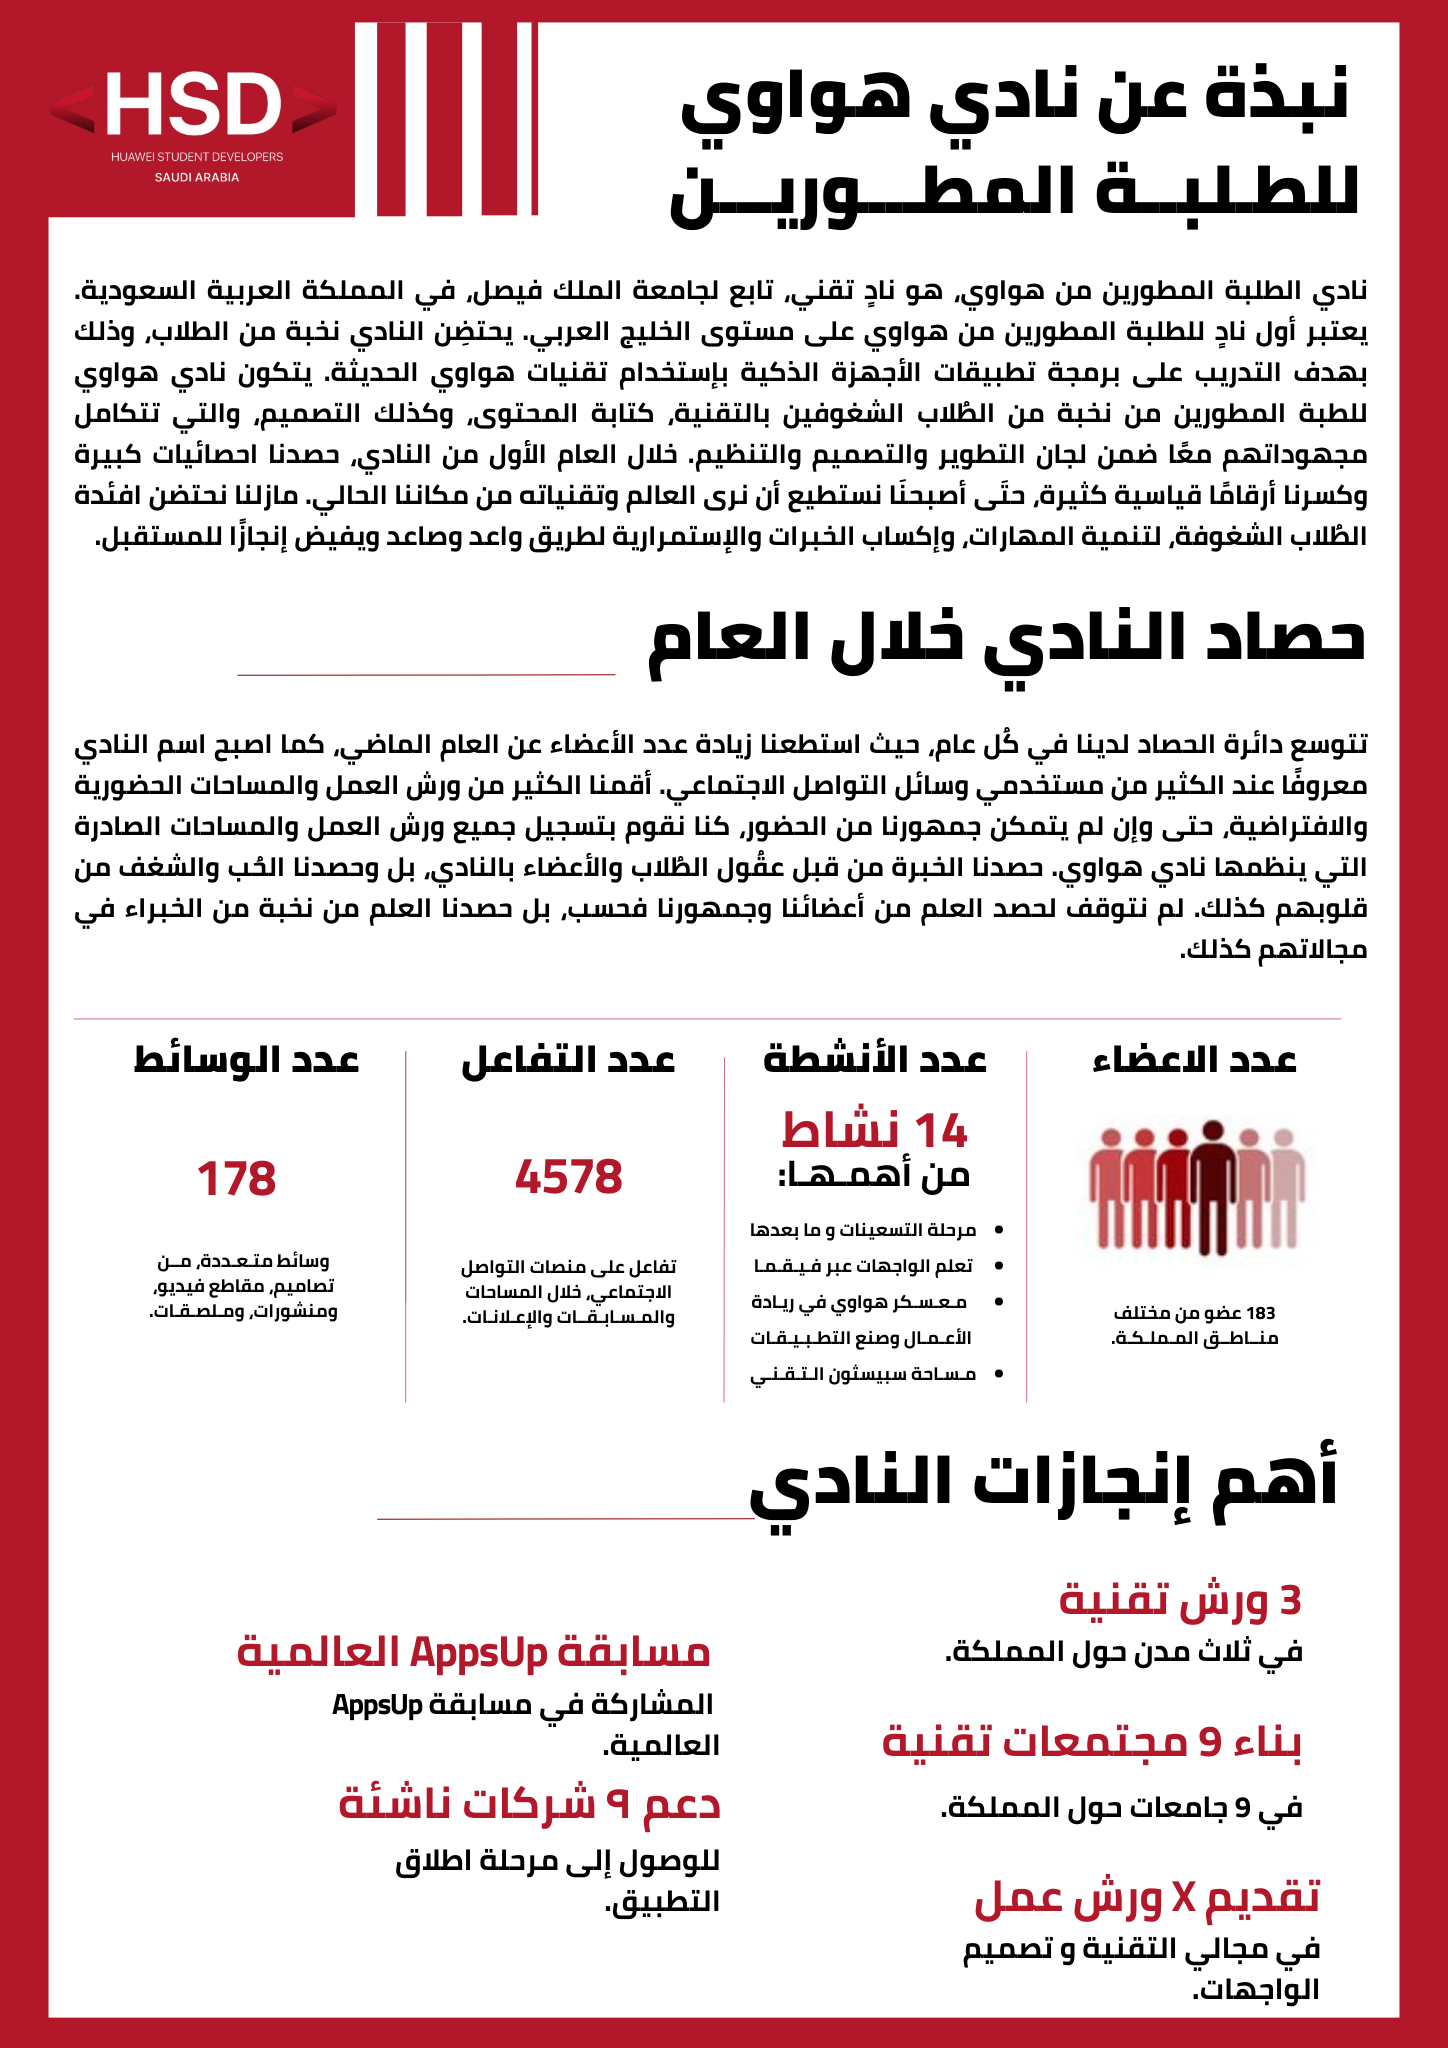 HSD
HUAWEI STUDENT DEVELOPERS
SAUDI ARABIA
نبذة عن نادي هواوي
للطلبــة المطـــوريـــن
نادي الطلبة المطورين من هواوي، هو نادٍ تقني، تابع لجامعة الملك فيصل، في المملكة العربية السعودية.
يعتبر أول نادٍ للطلبة المطورين من هواوي على مستوى الخليج العربي. يحتضِن النادي نخبة من الطلاب، وذلك
بهدف التدريب على برمجة تطبيقات الأجهزة الذكية بإستخدام تقنيات هواوي الحديثة. يتكون نادي هواوي
للطبة المطورين من نخبة من الطُلاب الشغوفين بالتقنية، كتابة المحتوى، وكذلك التصميم، والتي تتكامل
مجهوداتهم معًا ضمن لجان التطوير والتصميم والتنظيم. خلال العام الأول من النادي، حصدنا احصائيات كبيرة
وكسرنا أرقامًا قياسية كثيرة، حتَى أصبحنَا نستطيع أن نرى العالم وتقنياته من مكاننا الحالي. مازلنا نحتضن افئدة
الطُلاب الشغوفة، لتنمية المهارات، وإكساب الخبرات والإستمرارية لطريق واعد وصاعد ويفيض إنجازًا للمستقبل.
حصاد النادي خلال العام
تتوسع دائرة الحصاد لدينا في كُل عام، حيث استطعنا زيادة عدد الأعضاء عن العام الماضي، كما اصبح اسم النادي
معروفًا عند الكثير من مستخدمي وسائل التواصل الاجتماعي. أقمنا الكثير من ورش العمل والمساحات الحضورية
والافتراضية، حتى وإن لم يتمكن جمهورنا من الحضور، كنا نقوم بتسجيل جميع ورش العمل والمساحات الصادرة
التي ينظمها نادي هواوي. حصدنا الخبرة من قبل عقُول الطُلاب والأعضاء بالنادي، بل وحصدنا الحُب والشغف من
قلوبهم كذلك. لم نتوقف لحصد العلم من أعضائنا وجمهورنا فحسب، بل حصدنا العلم من نخبة من الخبراء في
مجالاتهم كذلك.
عدد الاعضاء
183 عضو من مختلف
منــاطــق المـملـكـة.
عدد الأنشطة
14 نشاط
من أهمـهـا:
• مرحلة التسعينات و ما بعدها
• تعلم الواجهات عبر فـيـقـمـا
• مـعـسـكر هواوي في ريـادة
الأعـمـال وصنع التطـبـيـقـات
• مـساحة سبيسثون الـتـقـنـي
عدد التفاعل
4578
تفاعل على منصات التواصل
الاجتماعي، خلال المساحات
والمـسـابـقــات والإعـلانـات.
عدد الوسائط
178
وسائط متـعـددة، مــن
تصاميم، مقاطع فيديو،
ومنشورات، ومـلصـقـات.
أهم إنجازات النادي
3 ورش تقنية
في ثلاث مدن حول المملكة.
بناء 9 مجتمعات تقنية
في 9 جامعات حول المملكة.
تقديم X ورش عمل
في مجالي التقنية و تصميم
الواجهات.
مسابقة AppsUp العالمية
المشاركة في مسابقة AppsUp
العالمية.
دعم ٩ شركات ناشئة
للوصول إلى مرحلة اطلاق
التطبيق.